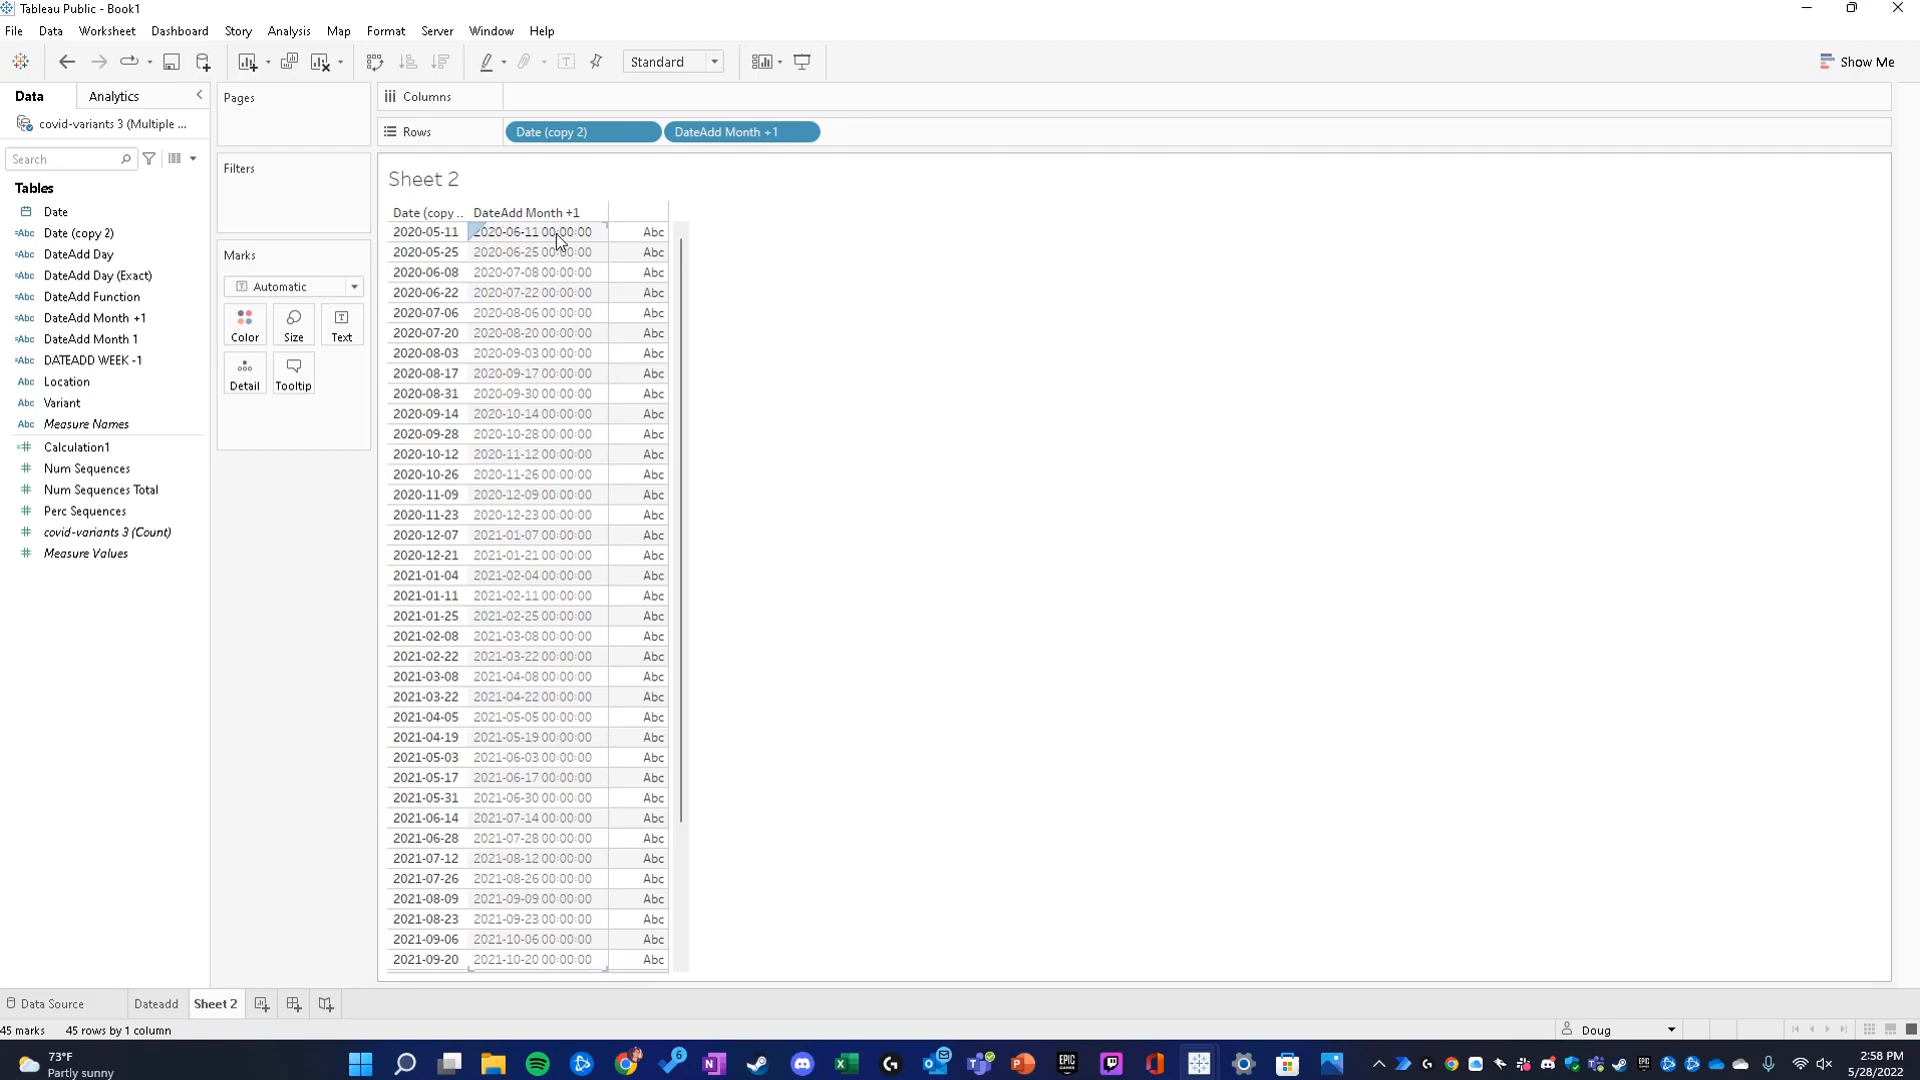 Tableau Public - Book1
File Data Worksheet Dashboard Story Analysis Map Format Server Window Help
Standard
Show Me
Data Analytics
Pages
Columns
covid-variants 3 (Multiple ...
Rows Date (copy 2) DateAdd Month +1
Search
Filters
Tables
Date
Date (copy 2)
DateAdd Day
DateAdd Day (Exact)
DateAdd Function
DateAdd Month +1
DateAdd Month 1
DATEADD WEEK -1
Location
Variant
Measure Names
Calculation1
Num Sequences
Num Sequences Total
Perc Sequences
covid-variants 3 (Count)
Measure Values
Marks
Automatic
Color Size Text
Detail Tooltip
Sheet 2
Date (copy .. DateAdd Month +1
2020-05-11 2020-06-11 00:00:00 Abc
2020-05-25 2020-06-25 00:00:00 Abc
2020-06-08 2020-07-08 00:00:00 Abc
2020-06-22 2020-07-22 00:00:00 Abc
2020-07-06 2020-08-06 00:00:00 Abc
2020-07-20 2020-08-20 00:00:00 Abc
2020-08-03 2020-09-03 00:00:00 Abc
2020-08-17 2020-09-17 00:00:00 Abc
2020-08-31 2020-09-30 00:00:00 Abc
2020-09-14 2020-10-14 00:00:00 Abc
2020-09-28 2020-10-28 00:00:00 Abc
2020-10-12 2020-11-12 00:00:00 Abc
2020-10-26 2020-11-26 00:00:00 Abc
2020-11-09 2020-12-09 00:00:00 Abc
2020-11-23 2020-12-23 00:00:00 Abc
2020-12-07 2021-01-07 00:00:00 Abc
2020-12-21 2021-01-21 00:00:00 Abc
2021-01-04 2021-02-04 00:00:00 Abc
2021-01-11 2021-02-11 00:00:00 Abc
2021-01-25 2021-02-25 00:00:00 Abc
2021-02-08 2021-03-08 00:00:00 Abc
2021-02-22 2021-03-22 00:00:00 Abc
2021-03-08 2021-04-08 00:00:00 Abc
2021-03-22 2021-04-22 00:00:00 Abc
2021-04-05 2021-05-05 00:00:00 Abc
2021-04-19 2021-05-19 00:00:00 Abc
2021-05-03 2021-06-03 00:00:00 Abc
2021-05-17 2021-06-17 00:00:00 Abc
2021-05-31 2021-06-30 00:00:00 Abc
2021-06-14 2021-07-14 00:00:00 Abc
2021-06-28 2021-07-28 00:00:00 Abc
2021-07-12 2021-08-12 00:00:00 Abc
2021-07-26 2021-08-26 00:00:00 Abc
2021-08-09 2021-09-09 00:00:00 Abc
2021-08-23 2021-09-23 00:00:00 Abc
2021-09-06 2021-10-06 00:00:00 Abc
2021-09-20 2021-10-20 00:00:00 Abc
Data Source Dateadd Sheet 2
45 marks 45 rows by 1 column Doug
73°F
Partly sunny
6
2:58 PM
5/28/2022